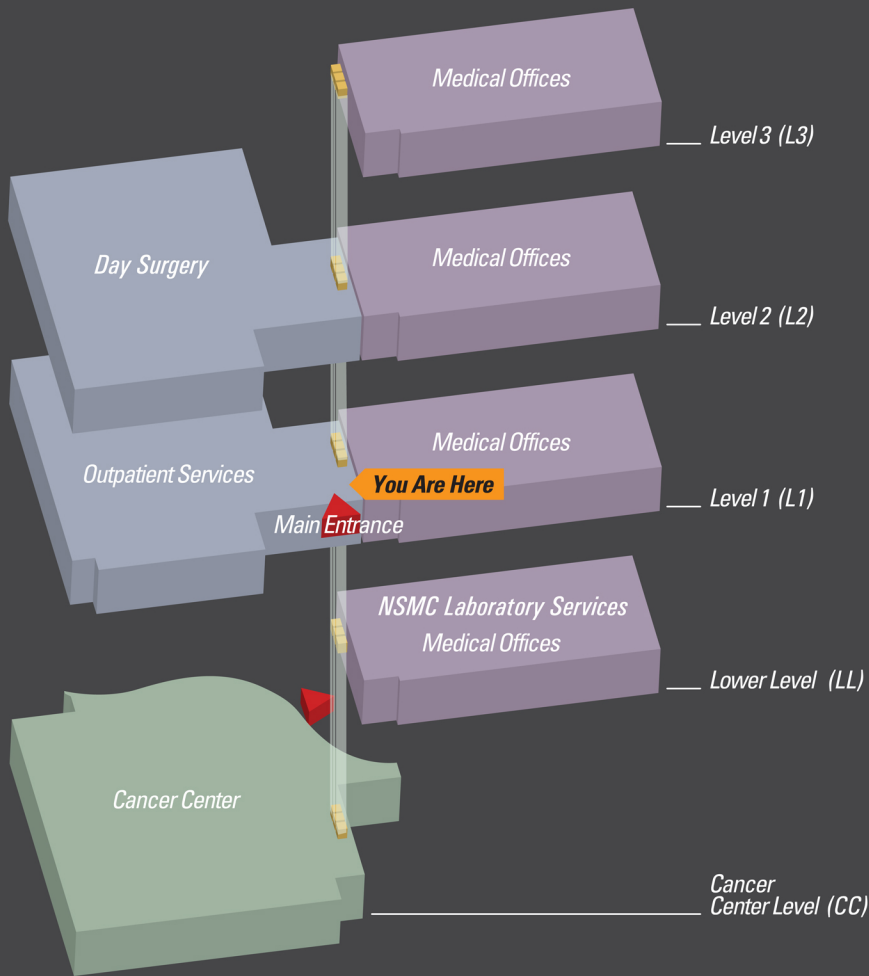 Medical Offices
Level 3 (L3)
Day Surgery
Medical Offices
Level 2 (L2)
Outpatient Services
Medical Offices
You Are Here
Level 1 (L1)
Main Entrance
NSMC Laboratory Services
Medical Offices
Lower Level (LL)
Cancer Center
Cancer
Center Level (CC)